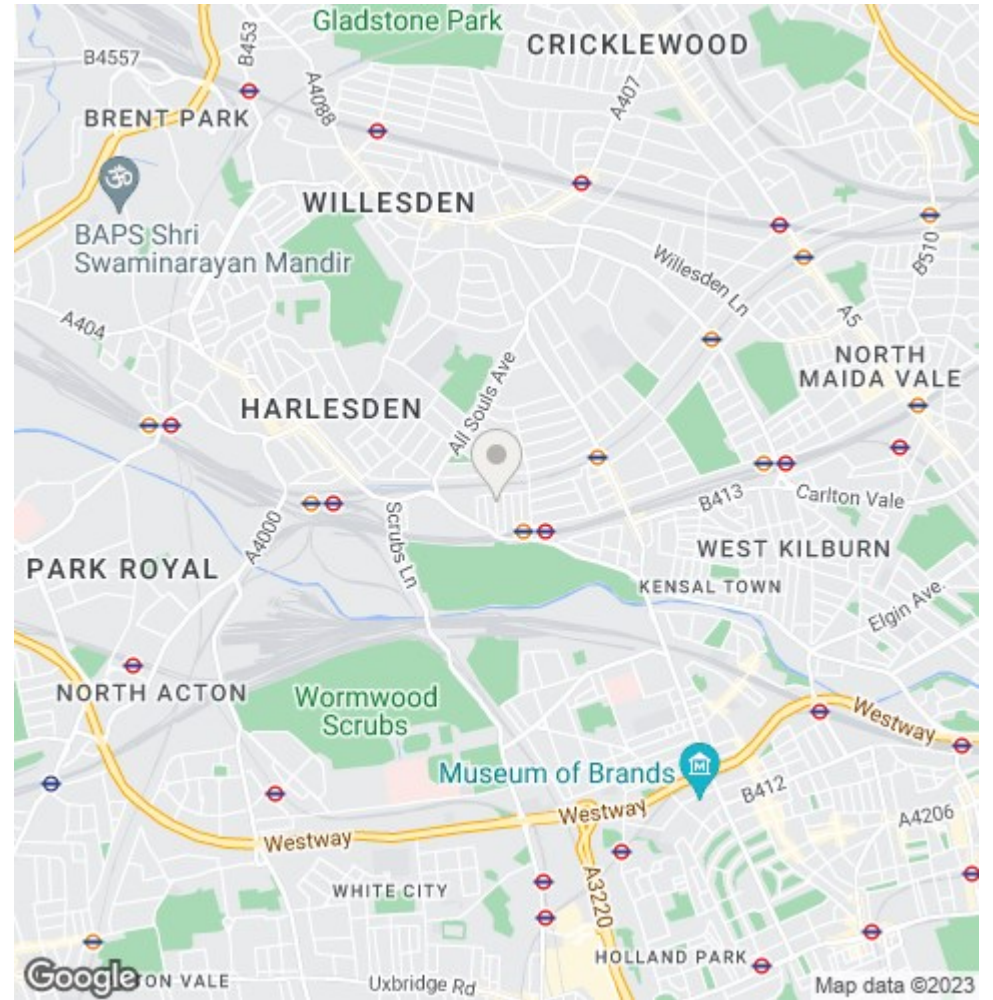 Gladstone Park
CRICKLEWOOD
B453
B4557
A4088
A407
BRENT PARK
WILLESDEN
BAPS Shri
Swaminarayan Mandir
B510
Willesden Ln
A404
A5
NORTH
MAIDA VALE
All Souls Ave
HARLESDEN
B413
Carlton Vale
Scrubs Ln
A4000
WEST KILBURN
PARK ROYAL
KENSAL TOWN
Elgin Ave.
NORTH ACTON
Wormwood
Scrubs
Westway
Museum of Brands
B412
Westway
A4206
Westway
A3220
WHITE CITY
HOLLAND PARK
Google
TON VALE
Uxbridge Rd
Map data ©2023